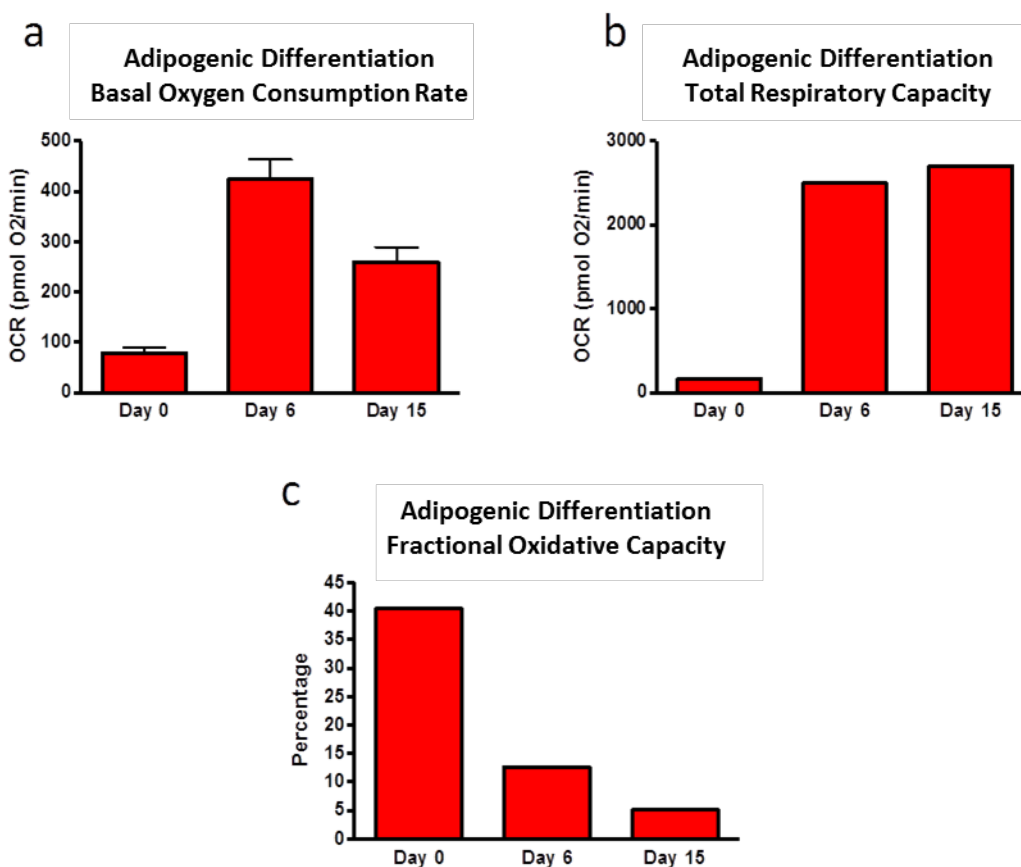 a
Adipogenic Differentiation
Basal Oxygen Consumption Rate
OCR (pmol O2/min)
500
400
300
200
100
0
Day 0 Day 6 Day 15
b
Adipogenic Differentiation
Total Respiratory Capacity
OCR (pmol O2/min)
3000
2000
1000
0
Day 0 Day 6 Day 15
c
Adipogenic Differentiation
Fractional Oxidative Capacity
Percentage
45
40
35
30
25
20
15
10
5
0
Day 0 Day 6 Day 15